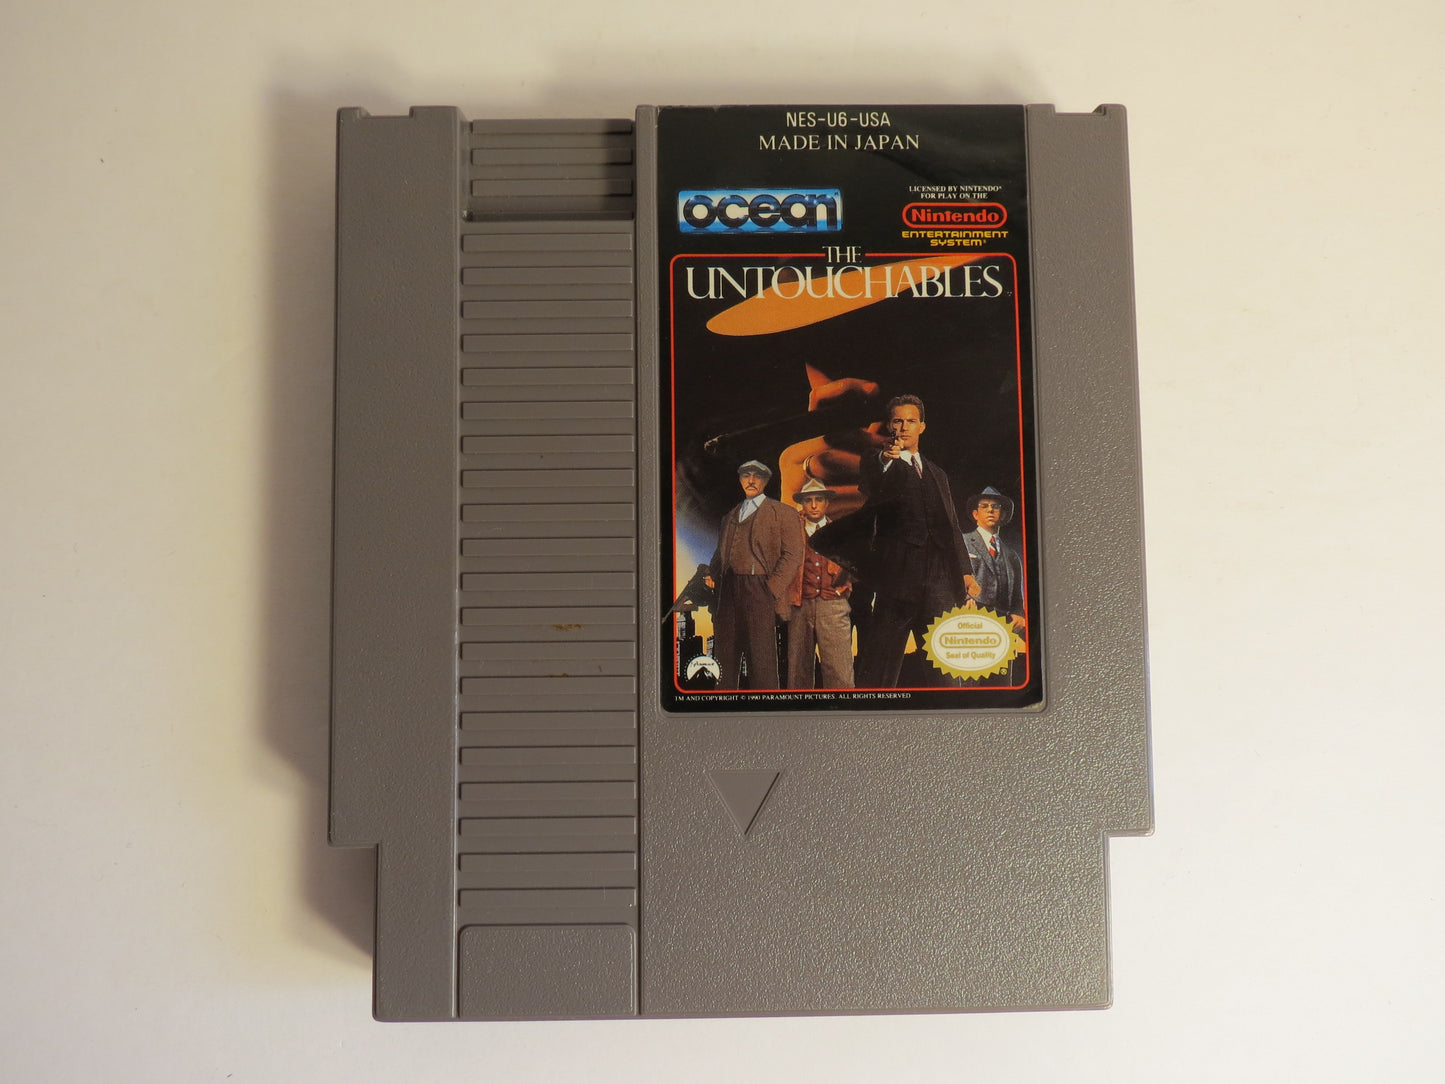 NES-U6-USA
MADE IN JAPAN
ocean®
LICENSED BY NINTENDO®
FOR PLAY ON THE
Nintendo
ENTERTAINMENT
SYSTEM®
THE
UNTOUCHABLES
Official
Nintendo
Seal of Quality
®
Paramount
TM AND COPYRIGHT © 1990 PARAMOUNT PICTURES. ALL RIGHTS RESERVED